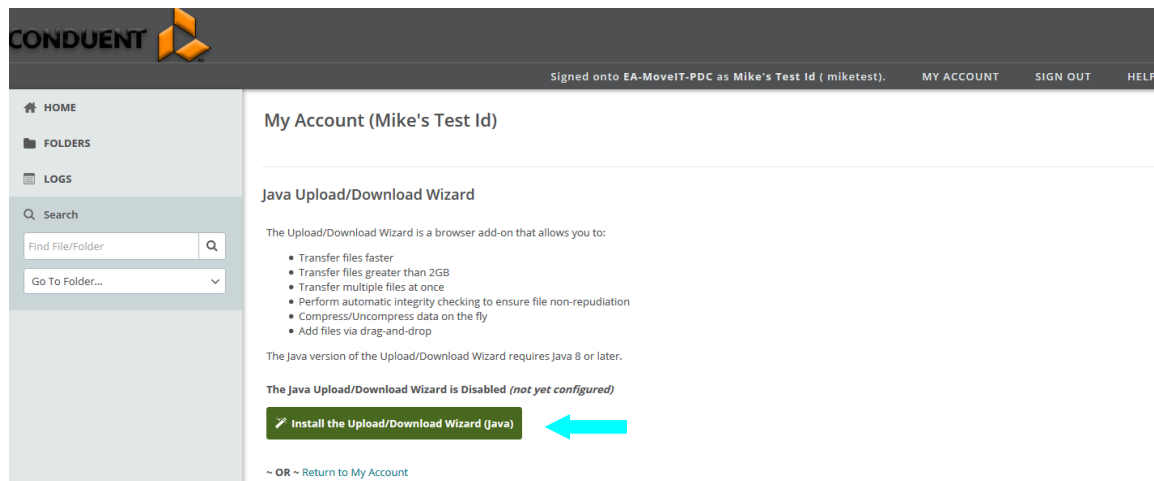 CONDUENT
Signed onto EA-MoveIT-PDC as Mike's Test Id ( miketest). MY ACCOUNT SIGN OUT HELP
HOME
FOLDERS
LOGS
Search
Find File/Folder
Go To Folder...
My Account (Mike's Test Id)
Java Upload/Download Wizard
The Upload/Download Wizard is a browser add-on that allows you to:
• Transfer files faster
• Transfer files greater than 2GB
• Transfer multiple files at once
• Perform automatic integrity checking to ensure file non-repudiation
• Compress/Uncompress data on the fly
• Add files via drag-and-drop
The Java version of the Upload/Download Wizard requires Java 8 or later.
The Java Upload/Download Wizard is Disabled (not yet configured)
Install the Upload/Download Wizard (Java)
~ OR ~ Return to My Account